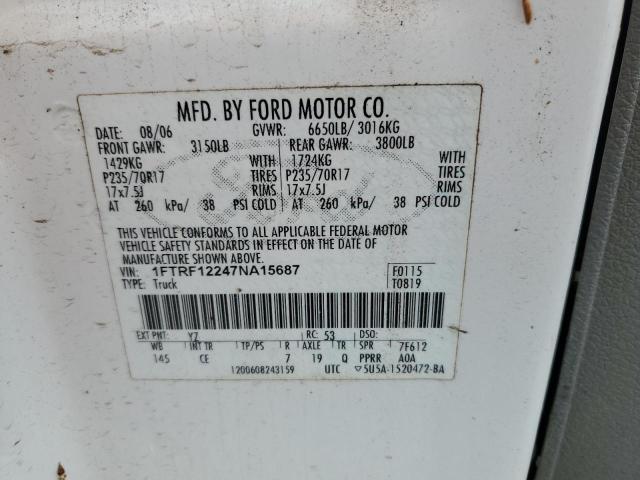 MFD. BY FORD MOTOR CO.
DATE: 08/06 GVWR: 6650LB/ 3016KG
FRONT GAWR: 3150LB REAR GAWR: 3800LB
1429KG WITH 1724KG WITH
P235/70R17 TIRES P235/70R17 TIRES
17x7.5J RIMS 17x7.5J RIMS
AT 260 kPa/ 38 PSI COLD AT 260 kPa/ 38 PSI COLD
Ford
THIS VEHICLE CONFORMS TO ALL APPLICABLE FEDERAL MOTOR
VEHICLE SAFETY STANDARDS IN EFFECT ON THE DATE OF
MANUFACTURE SHOWN ABOVE.
VIN: 1FTRF12247NA15687 F0115
TYPE: Truck T0819
EXT PNT: YZ RC: 53 DSO:
WB INT TR TP/PS R AXLE TR SPR 7F612
145 CE 7 19 Q PPRR A0A
1200608243159 UTC ▽5U5A-1520472-BA